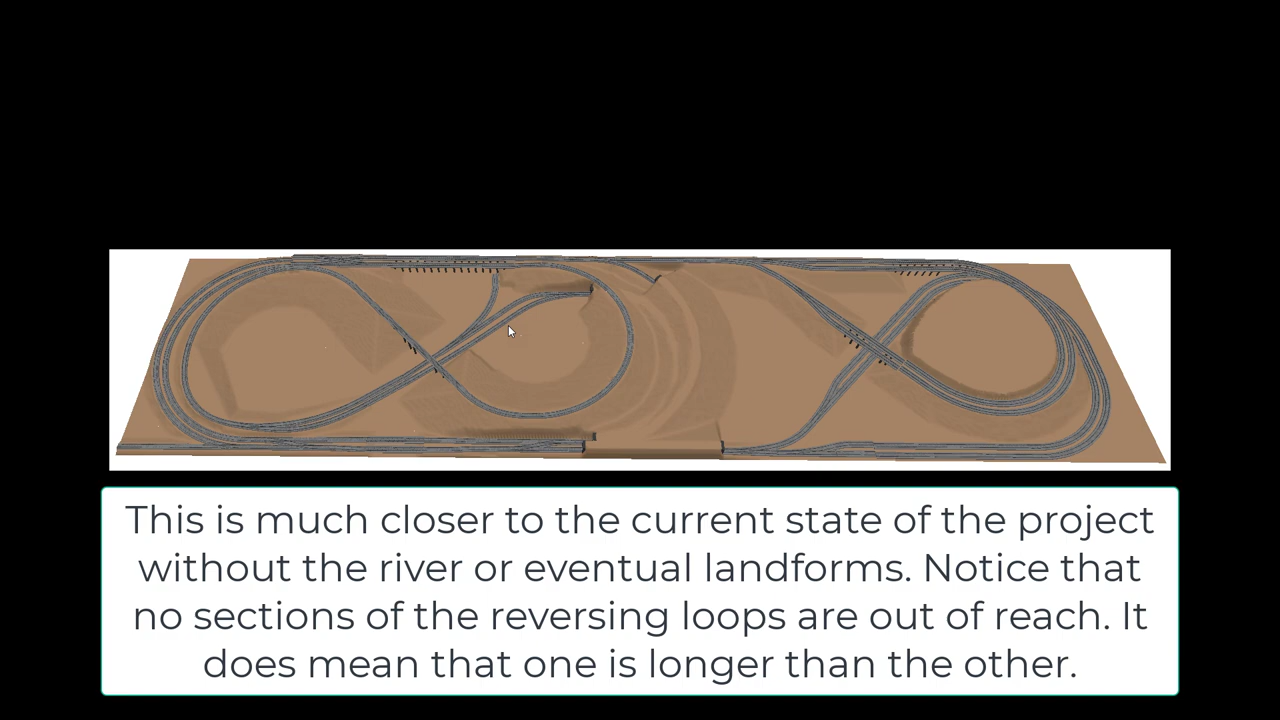 This is much closer to the current state of the project
without the river or eventual landforms. Notice that
no sections of the reversing loops are out of reach. It
does mean that one is longer than the other.